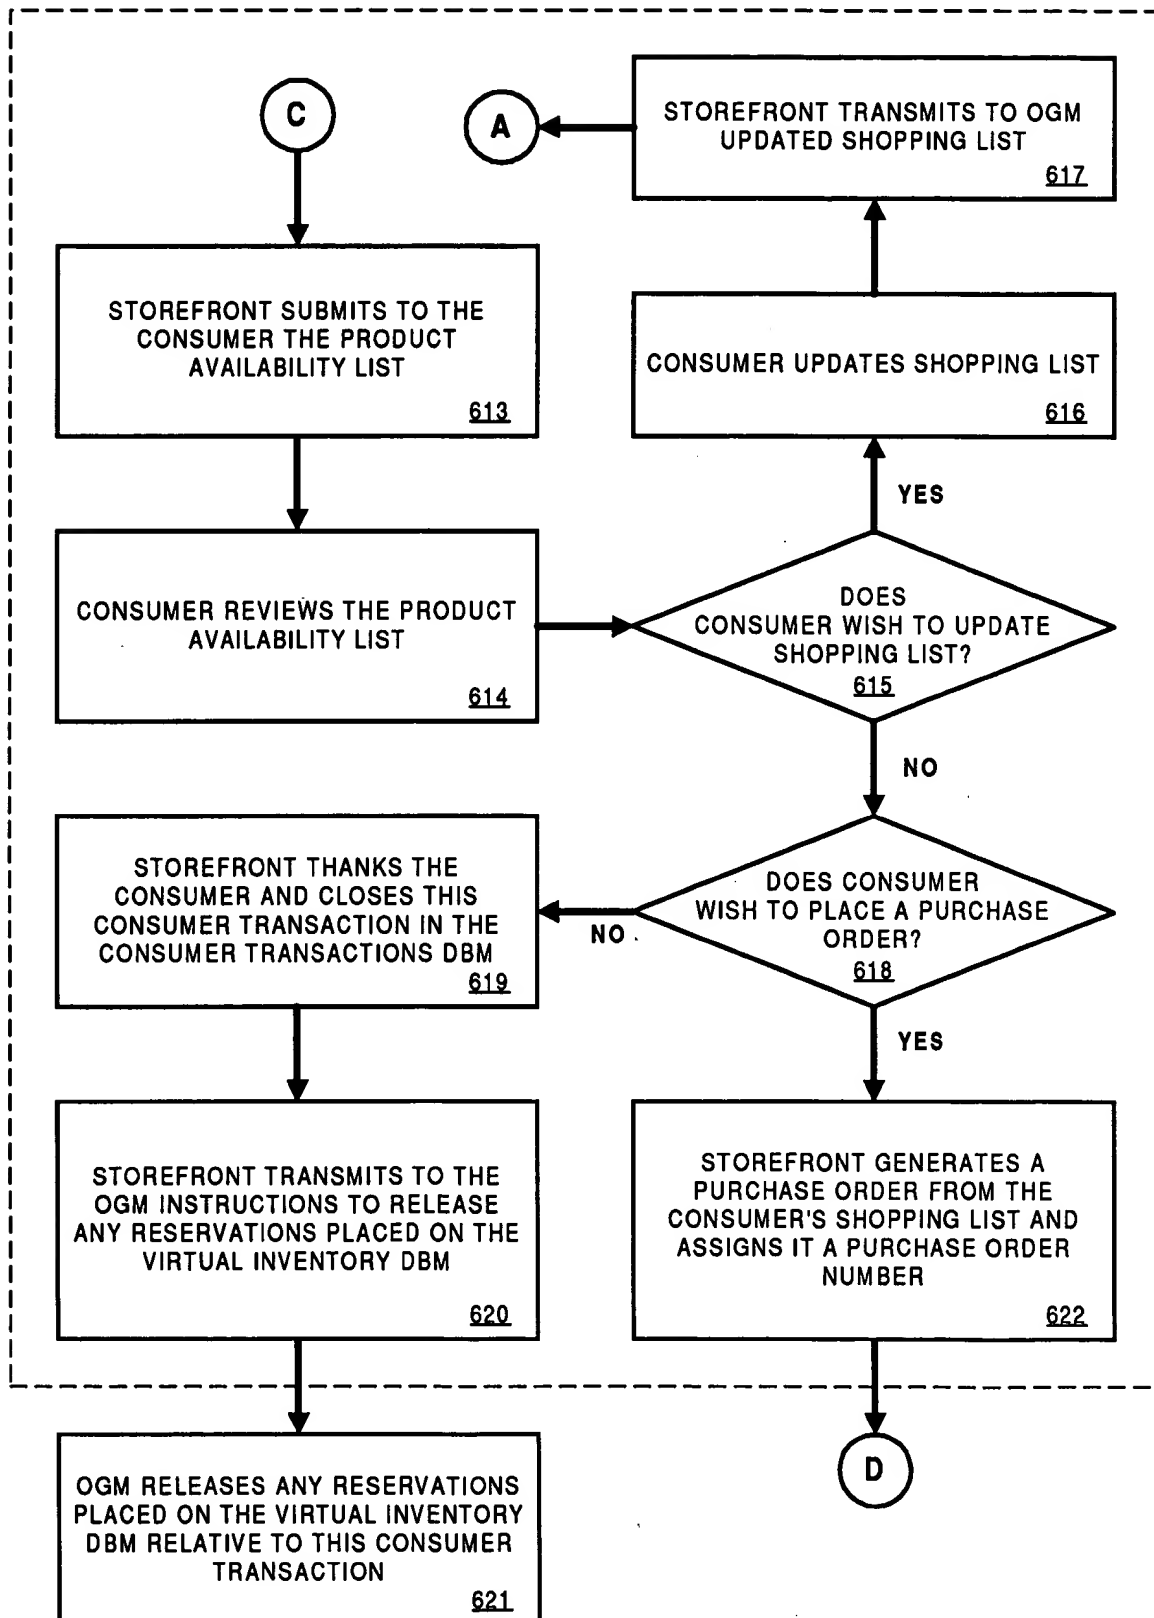 C
A
STOREFRONT TRANSMITS TO OGM
UPDATED SHOPPING LIST
617
STOREFRONT SUBMITS TO THE
CONSUMER THE PRODUCT
AVAILABILITY LIST
613
CONSUMER UPDATES SHOPPING LIST
616
YES
CONSUMER REVIEWS THE PRODUCT
AVAILABILITY LIST
614
DOES
CONSUMER WISH TO UPDATE
SHOPPING LIST?
615
NO
STOREFRONT THANKS THE
CONSUMER AND CLOSES THIS
CONSUMER TRANSACTION IN THE
CONSUMER TRANSACTIONS DBM
619
NO
DOES CONSUMER
WISH TO PLACE A PURCHASE
ORDER?
618
YES
STOREFRONT TRANSMITS TO THE
OGM INSTRUCTIONS TO RELEASE
ANY RESERVATIONS PLACED ON THE
VIRTUAL INVENTORY DBM
620
STOREFRONT GENERATES A
PURCHASE ORDER FROM THE
CONSUMER'S SHOPPING LIST AND
ASSIGNS IT A PURCHASE ORDER
NUMBER
622
OGM RELEASES ANY RESERVATIONS
PLACED ON THE VIRTUAL INVENTORY
DBM RELATIVE TO THIS CONSUMER
TRANSACTION
621
D